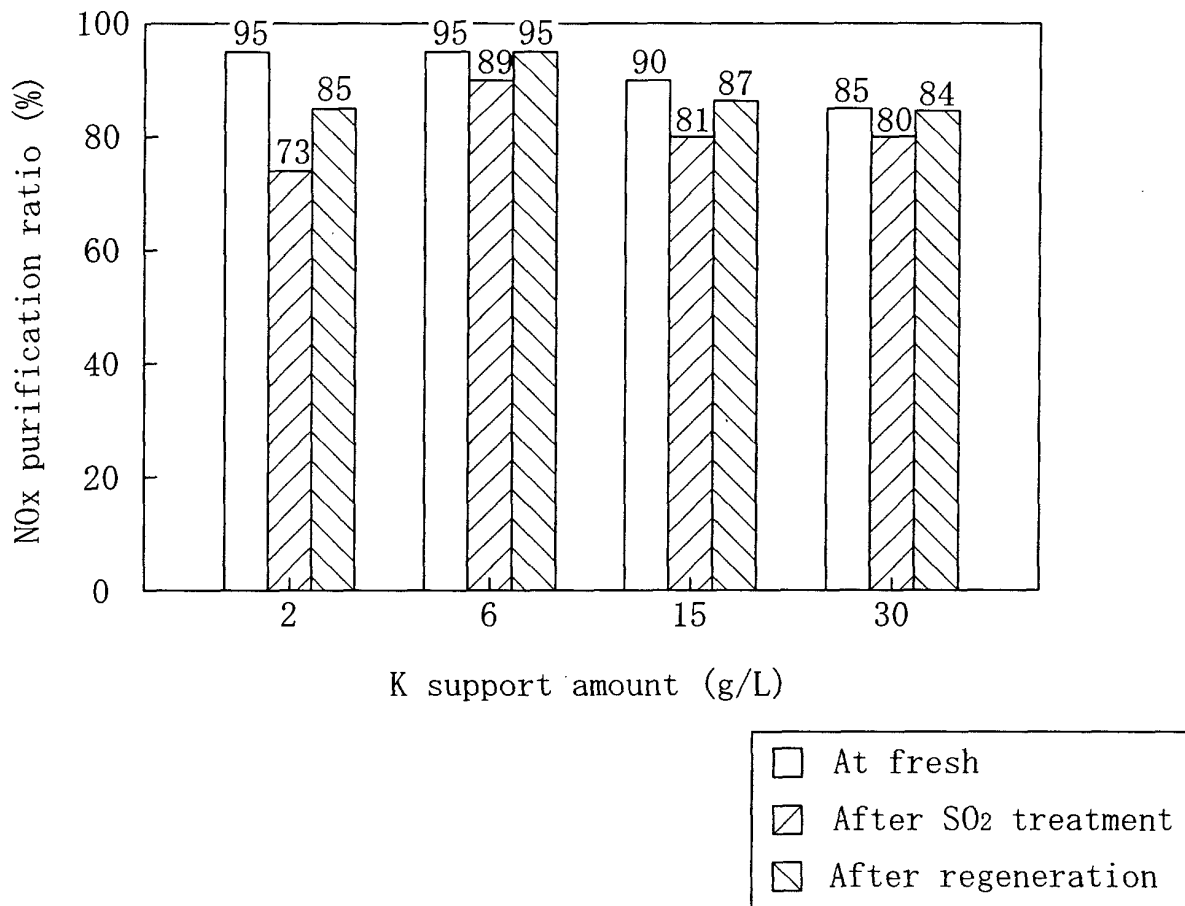 NOx purification ratio (%)
100
80
60
40
20
0
95 73 85
95 89 95
90 81 87
85 80 84
2 6 15 30
K support amount (g/L)
At fresh
After SO2 treatment
After regeneration